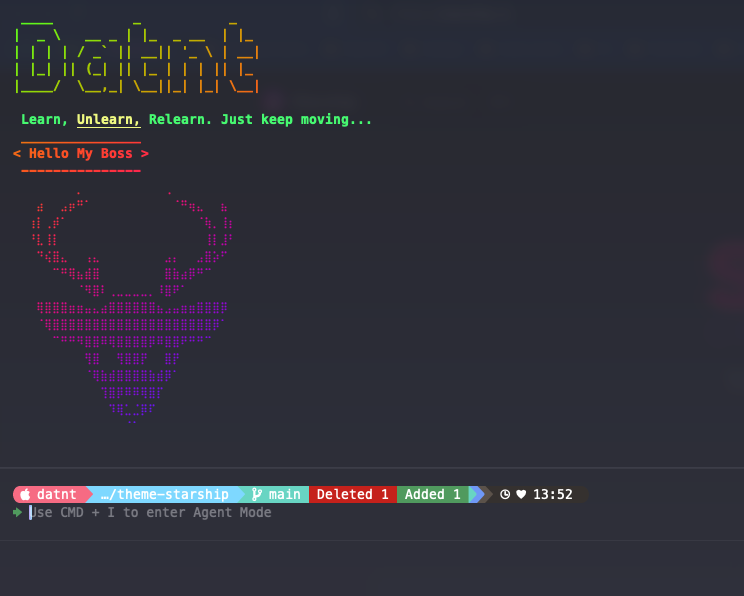 Datnt
Learn, Unlearn, Relearn. Just keep moving...
< Hello My Boss >
datnt …/theme-starship main Deleted 1 Added 1 13:52
Use CMD + I to enter Agent Mode